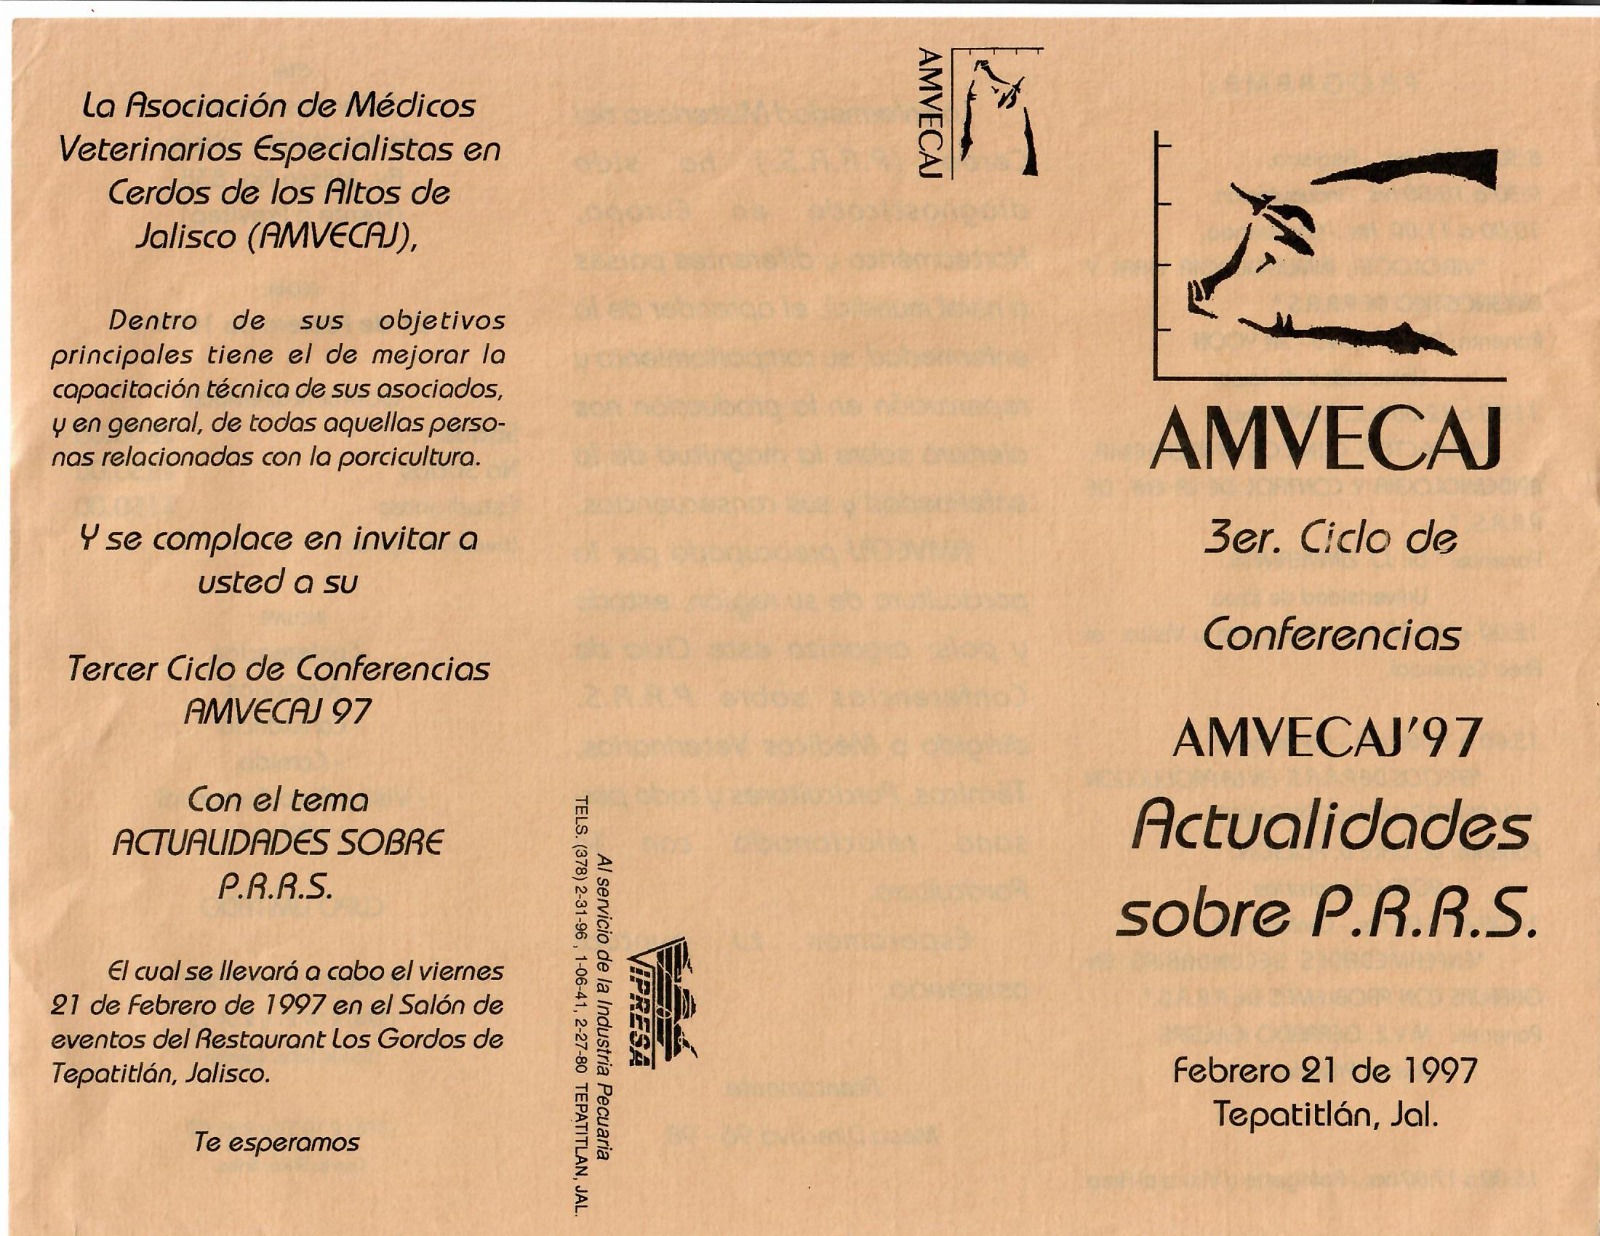 La Asociación de Médicos
Veterinarios Especialistas en
Cerdos de los Altos de
Jalisco (AMVECAJ),
Dentro de sus objetivos
principales tiene el de mejorar la
capacitación técnica de sus asociados,
y en general, de todas aquellas perso-
nas relacionadas con la porcicultura.
Y se complace en invitar a
usted a su
Tercer Ciclo de Conferencias
AMVECAJ 97
Con el tema
ACTUALIDADES SOBRE
P.R.R.S.
El cual se llevará a cabo el viernes
21 de Febrero de 1997 en el Salón de
eventos del Restaurant Los Gordos de
Tepatitlán, Jalisco.
Te esperamos
AMVECAJ
VIPRESA
Al servicio de la Industria Pecuaria
TELS. (378) 2-31-96 , 1-06-41, 2-27-80 TEPATITLAN, JAL.
AMVECAJ
3er. Ciclo de
Conferencias
AMVECAJ'97
Actualidades
sobre P.R.R.S.
Febrero 21 de 1997
Tepatitlán, Jal.